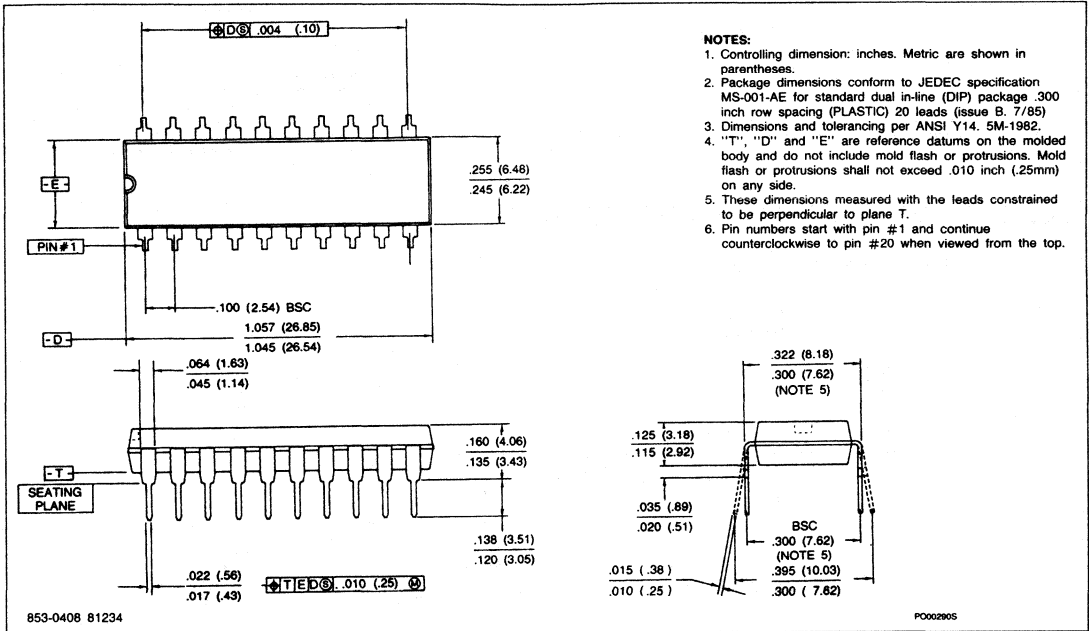 ⌖ D Ⓢ .004 (.10)
NOTES:
1. Controlling dimension: inches. Metric are shown in
parentheses.
2. Package dimensions conform to JEDEC specification
MS-001-AE for standard dual in-line (DIP) package .300
inch row spacing (PLASTIC) 20 leads (issue B. 7/85)
3. Dimensions and tolerancing per ANSI Y14. 5M-1982.
4. "T", "D" and "E" are reference datums on the molded
body and do not include mold flash or protrusions. Mold
flash or protrusions shall not exceed .010 inch (.25mm)
on any side.
5. These dimensions measured with the leads constrained
to be perpendicular to plane T.
6. Pin numbers start with pin #1 and continue
counterclockwise to pin #20 when viewed from the top.
-E-
.255 (6.48)
.245 (6.22)
PIN#1
.100 (2.54) BSC
-D-
1.057 (26.85)
1.045 (26.54)
.064 (1.63)
.045 (1.14)
.160 (4.06)
.135 (3.43)
-T-
SEATING
PLANE
.138 (3.51)
.120 (3.05)
.022 (.56)
.017 (.43)
⌖ T E D Ⓢ .010 (.25) Ⓜ
.322 (8.18)
.300 (7.62)
(NOTE 5)
.125 (3.18)
.115 (2.92)
.035 (.89)
.020 (.51)
BSC
.300 (7.62)
(NOTE 5)
.395 (10.03)
.300 ( 7.62)
.015 ( .38)
.010 ( .25 )
853-0408 81234
PO00290S